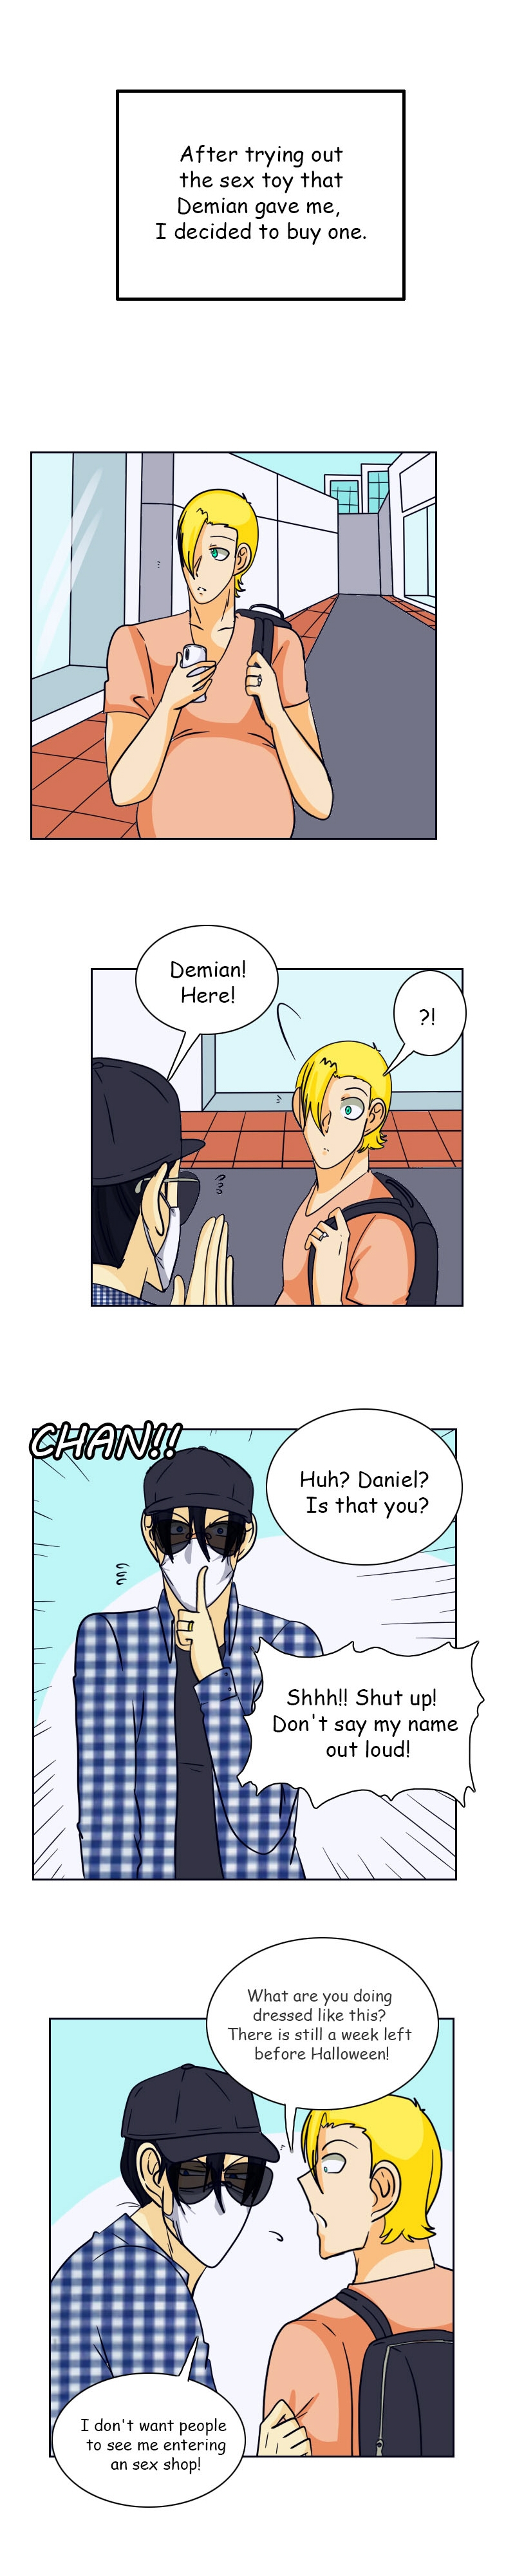 After trying out
the sex toy that
Demian gave me,
I decided to buy one.
Demian!
Here!
?!
CHAN!!
Huh? Daniel?
Is that you?
Shhh!! Shut up!
Don't say my name
out loud!
What are you doing
dressed like this?
There is still a week left
before Halloween!
I don't want people
to see me entering
an sex shop!